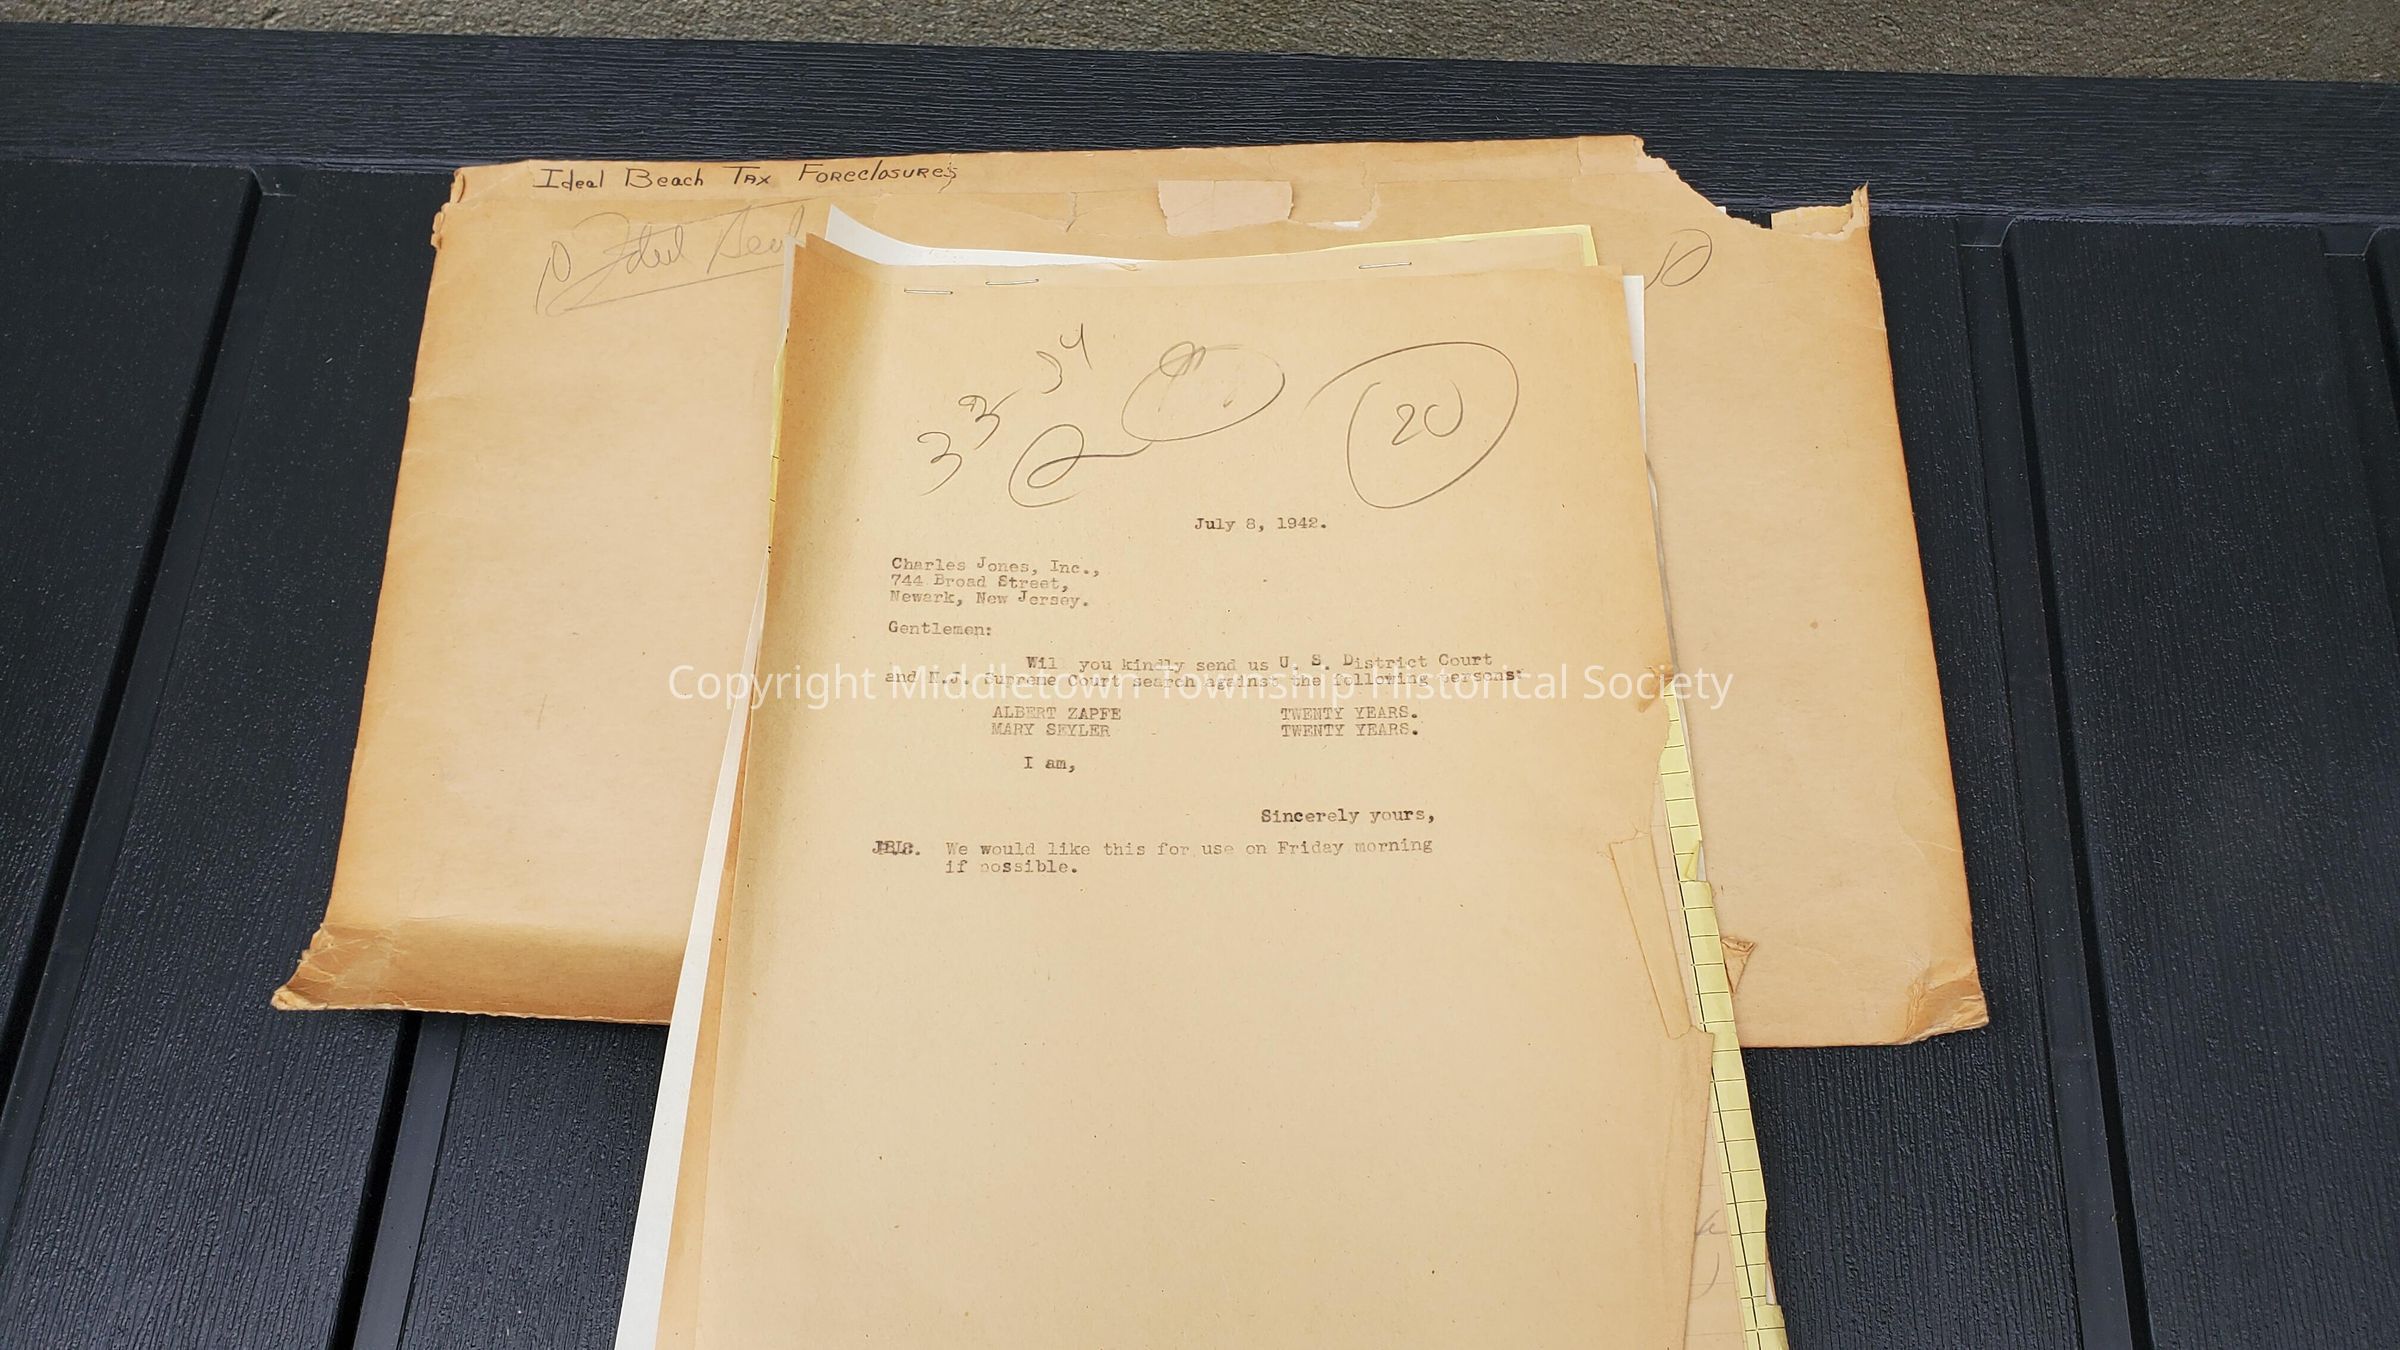 Ideal Beach Tax Foreclosures
Ideal
20
July 8, 1942.
Charles Jones, Inc.,
744 Broad Street,
Newark, New Jersey.
Gentlemen:
Wil you kindly send us U. S. District Court
and N.J. Supreme Court search against the following persons:
ALBERT ZAPFE TWENTY YEARS.
MARY SEYLER TWENTY YEARS.
I am,
Sincerely yours,
We would like this for use on Friday morning
if possible.
Copyright Middletown Township Historical Society